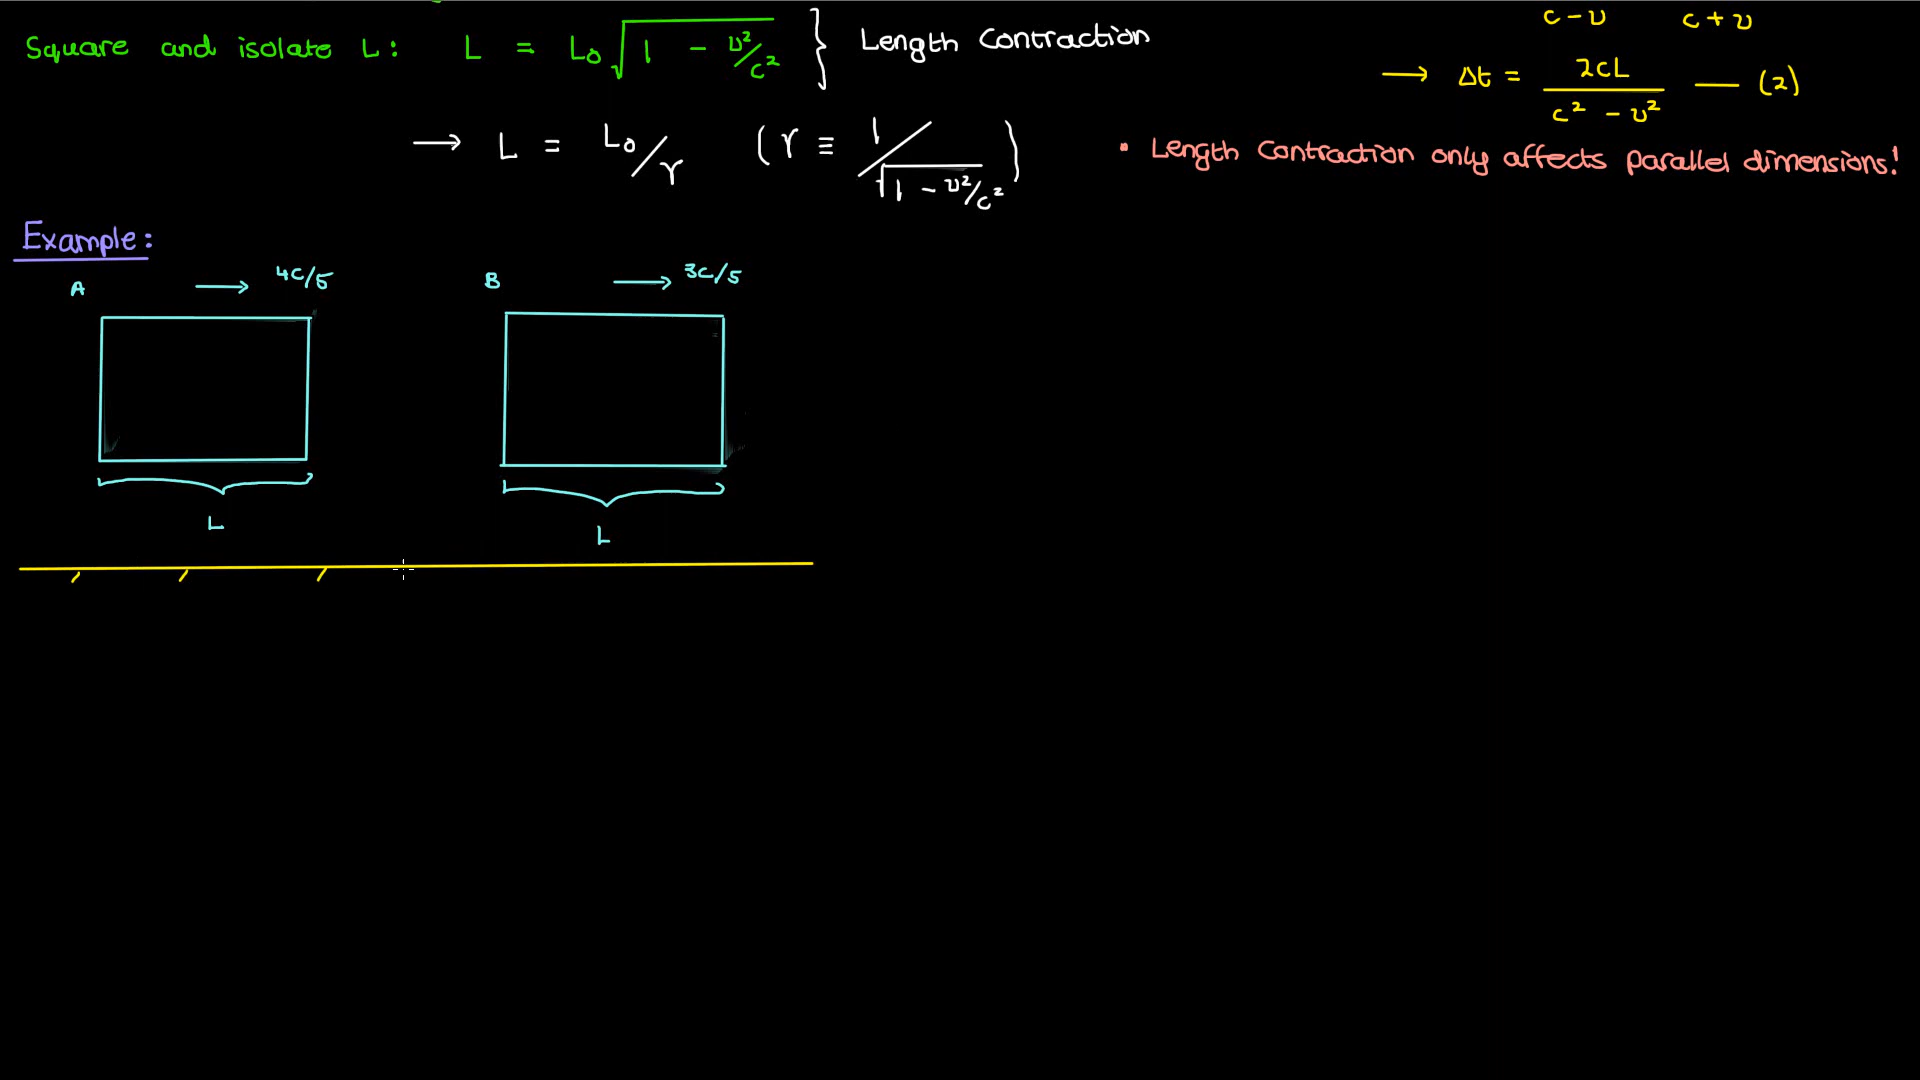 Square and isolate L: L = L₀√(1 - v²/c²) } Length Contraction
c - v c + v
→ Δt = 2cL / (c² - v²) — (2)
→ L = L₀/γ (γ ≡ 1/√(1 - v²/c²))
• Length contraction only affects parallel dimensions!
Example:
A → 4c/5
B → 3c/5
L
L